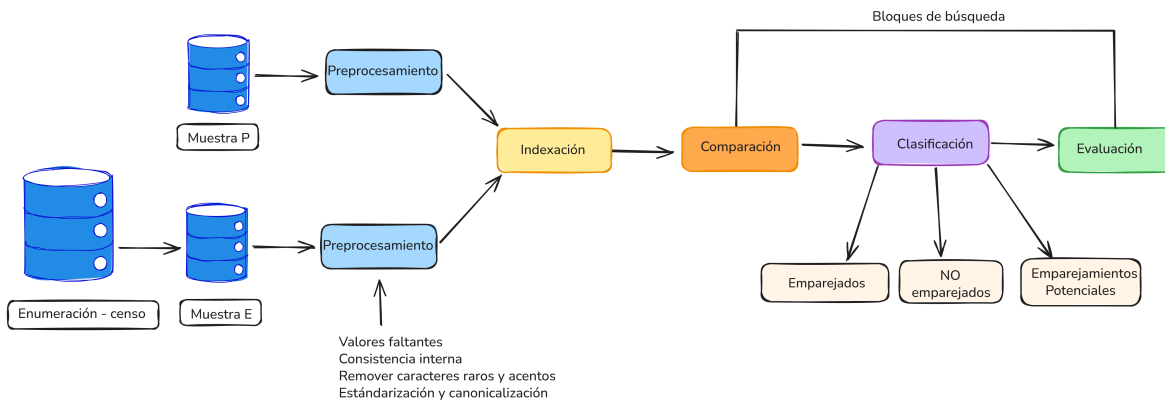 Bloques de búsqueda
Preprocesamiento
Muestra P
Indexación
Comparación
Clasificación
Evaluación
Preprocesamiento
Enumeración - censo
Muestra E
Emparejados
NO
emparejados
Emparejamientos
Potenciales
Valores faltantes
Consistencia interna
Remover caracteres raros y acentos
Estándarización y canonicalización